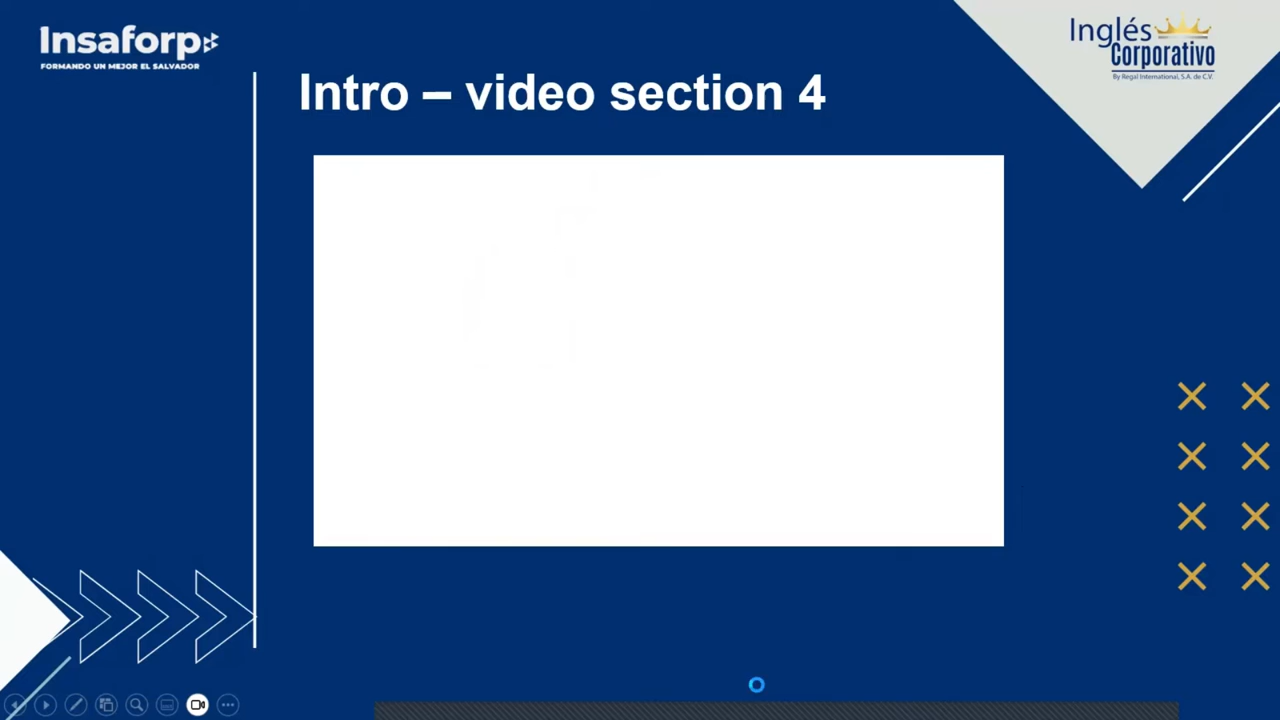 Insaforp
FORMANDO UN MEJOR EL SALVADOR
Inglés
Corporativo
By Regal International, S.A. de C.V.
Intro – video section 4